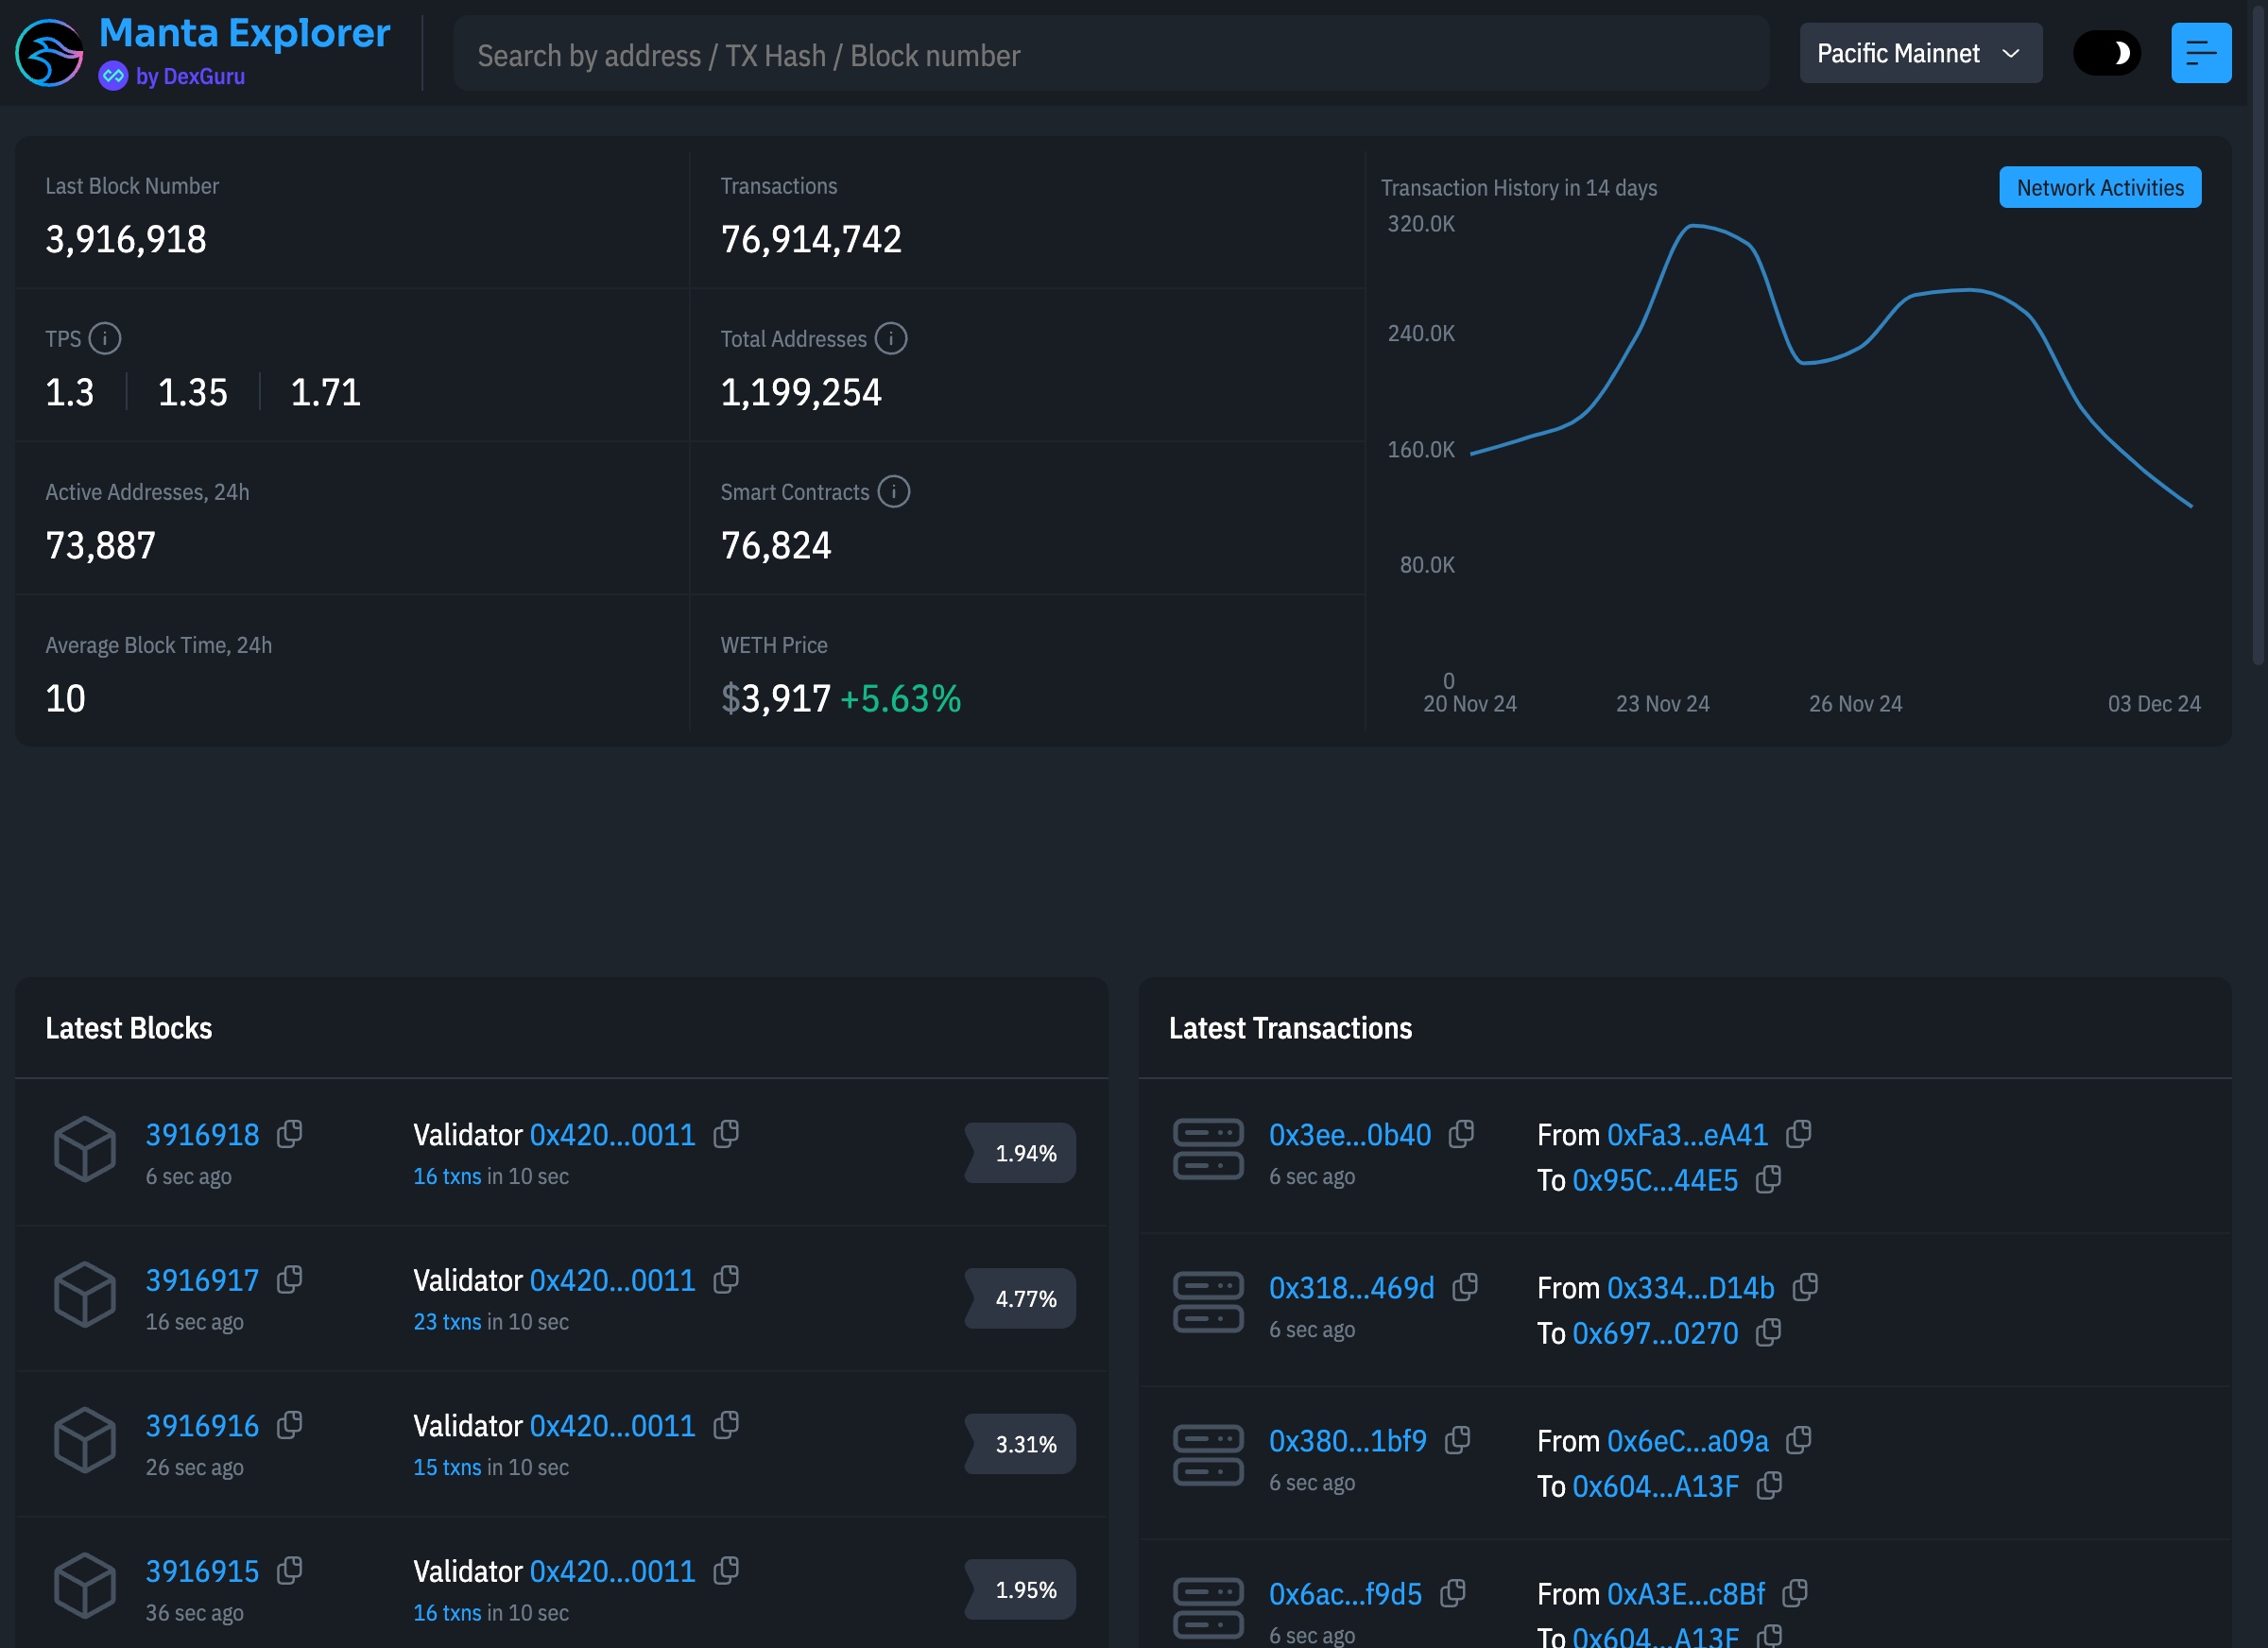 Manta Explorer
by DexGuru
Search by address / TX Hash / Block number
Pacific Mainnet
Last Block Number
3,916,918
Transactions
76,914,742
TPS
1.3 1.35 1.71
Total Addresses
1,199,254
Active Addresses, 24h
73,887
Smart Contracts
76,824
Average Block Time, 24h
10
WETH Price
$3,917 +5.63%
Transaction History in 14 days
Network Activities
320.0K
240.0K
160.0K
80.0K
0
20 Nov 24 23 Nov 24 26 Nov 24 03 Dec 24
Latest Blocks
3916918 Validator 0x420...0011 1.94%
6 sec ago 16 txns in 10 sec
3916917 Validator 0x420...0011 4.77%
16 sec ago 23 txns in 10 sec
3916916 Validator 0x420...0011 3.31%
26 sec ago 15 txns in 10 sec
3916915 Validator 0x420...0011 1.95%
36 sec ago 16 txns in 10 sec
Latest Transactions
0x3ee...0b40 From 0xFa3...eA41
6 sec ago To 0x95C...44E5
0x318...469d From 0x334...D14b
6 sec ago To 0x697...0270
0x380...1bf9 From 0x6eC...a09a
6 sec ago To 0x604...A13F
0x6ac...f9d5 From 0xA3E...c8Bf
6 sec ago To 0x604...A13F